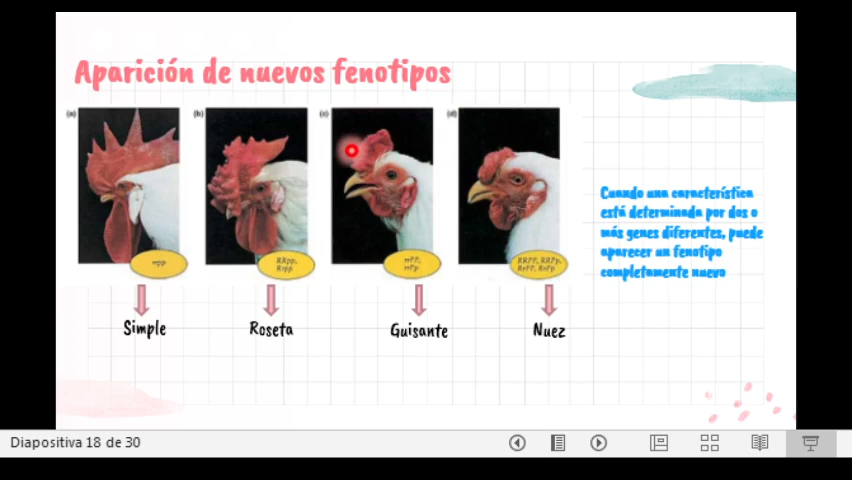 Aparición de nuevos fenotipos
(a) (b) (c) (d)
rrpp
RRpp,
Rrpp
rrPP,
rrPp
RRPP, RRPp,
RrPP, RrPp
Simple
Roseta
Guisante
Nuez
Cuando una característica
está determinada por dos o
más genes diferentes, puede
aparecer un fenotipo
completamente nuevo
Diapositiva 18 de 30